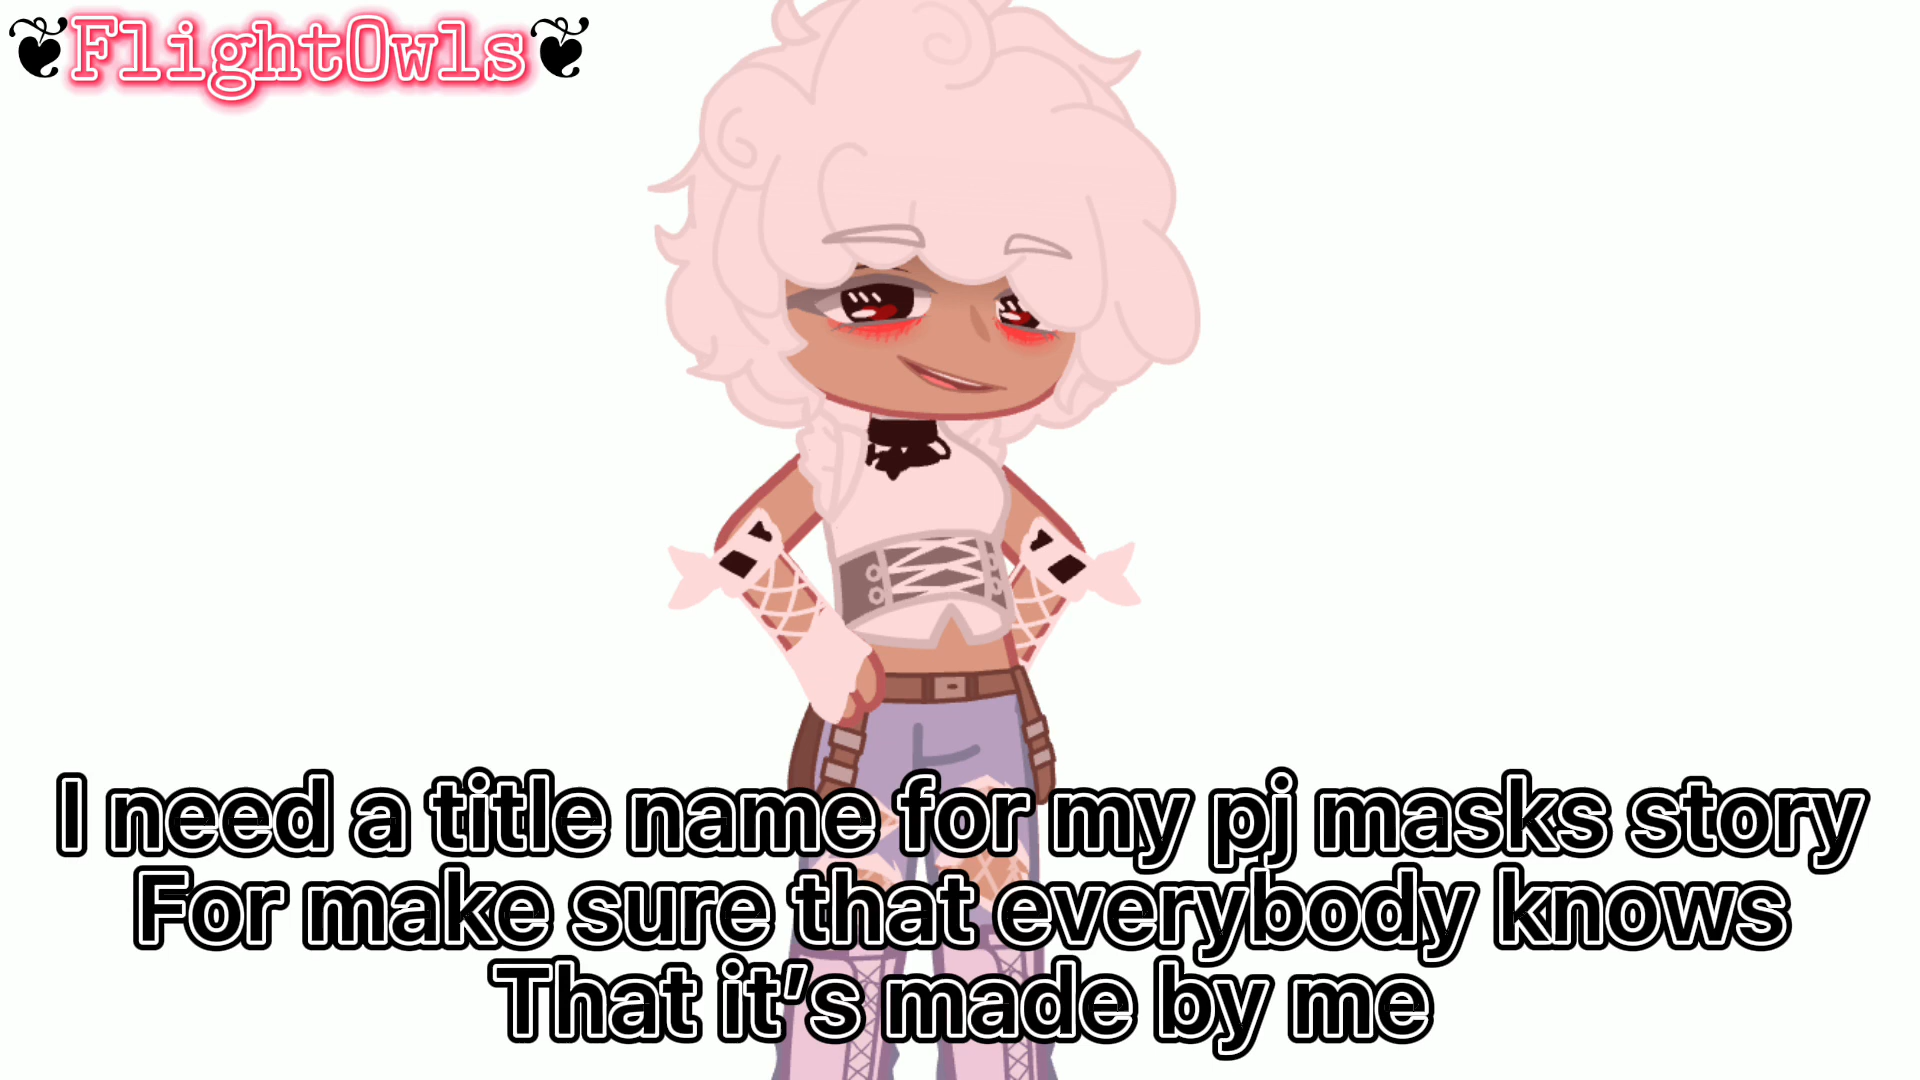 ❦FlightOwls❦
I need a title name for my pj masks story
For make sure that everybody knows
That it's made by me